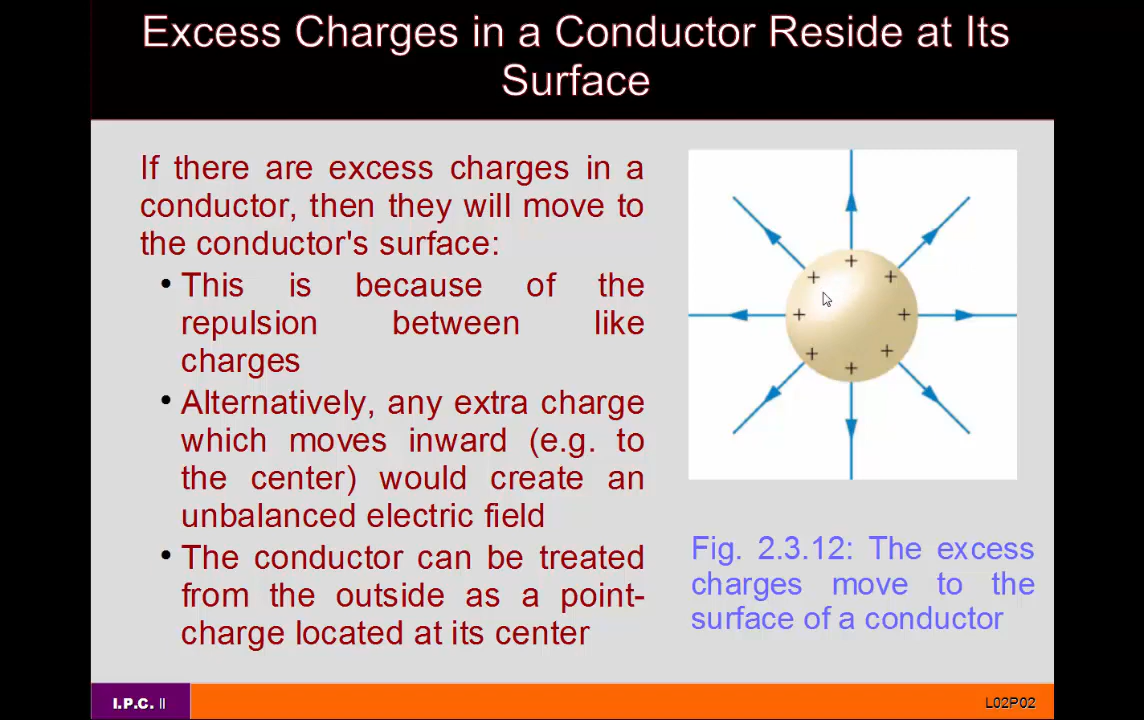 Excess Charges in a Conductor Reside at Its
Surface
If there are excess charges in a
conductor, then they will move to
the conductor's surface:
• This is because of the
repulsion between like
charges
• Alternatively, any extra charge
which moves inward (e.g. to
the center) would create an
unbalanced electric field
• The conductor can be treated
from the outside as a point-
charge located at its center
+
+ +
+ +
+ +
+
Fig. 2.3.12: The excess
charges move to the
surface of a conductor
I.P.C. II
L02P02